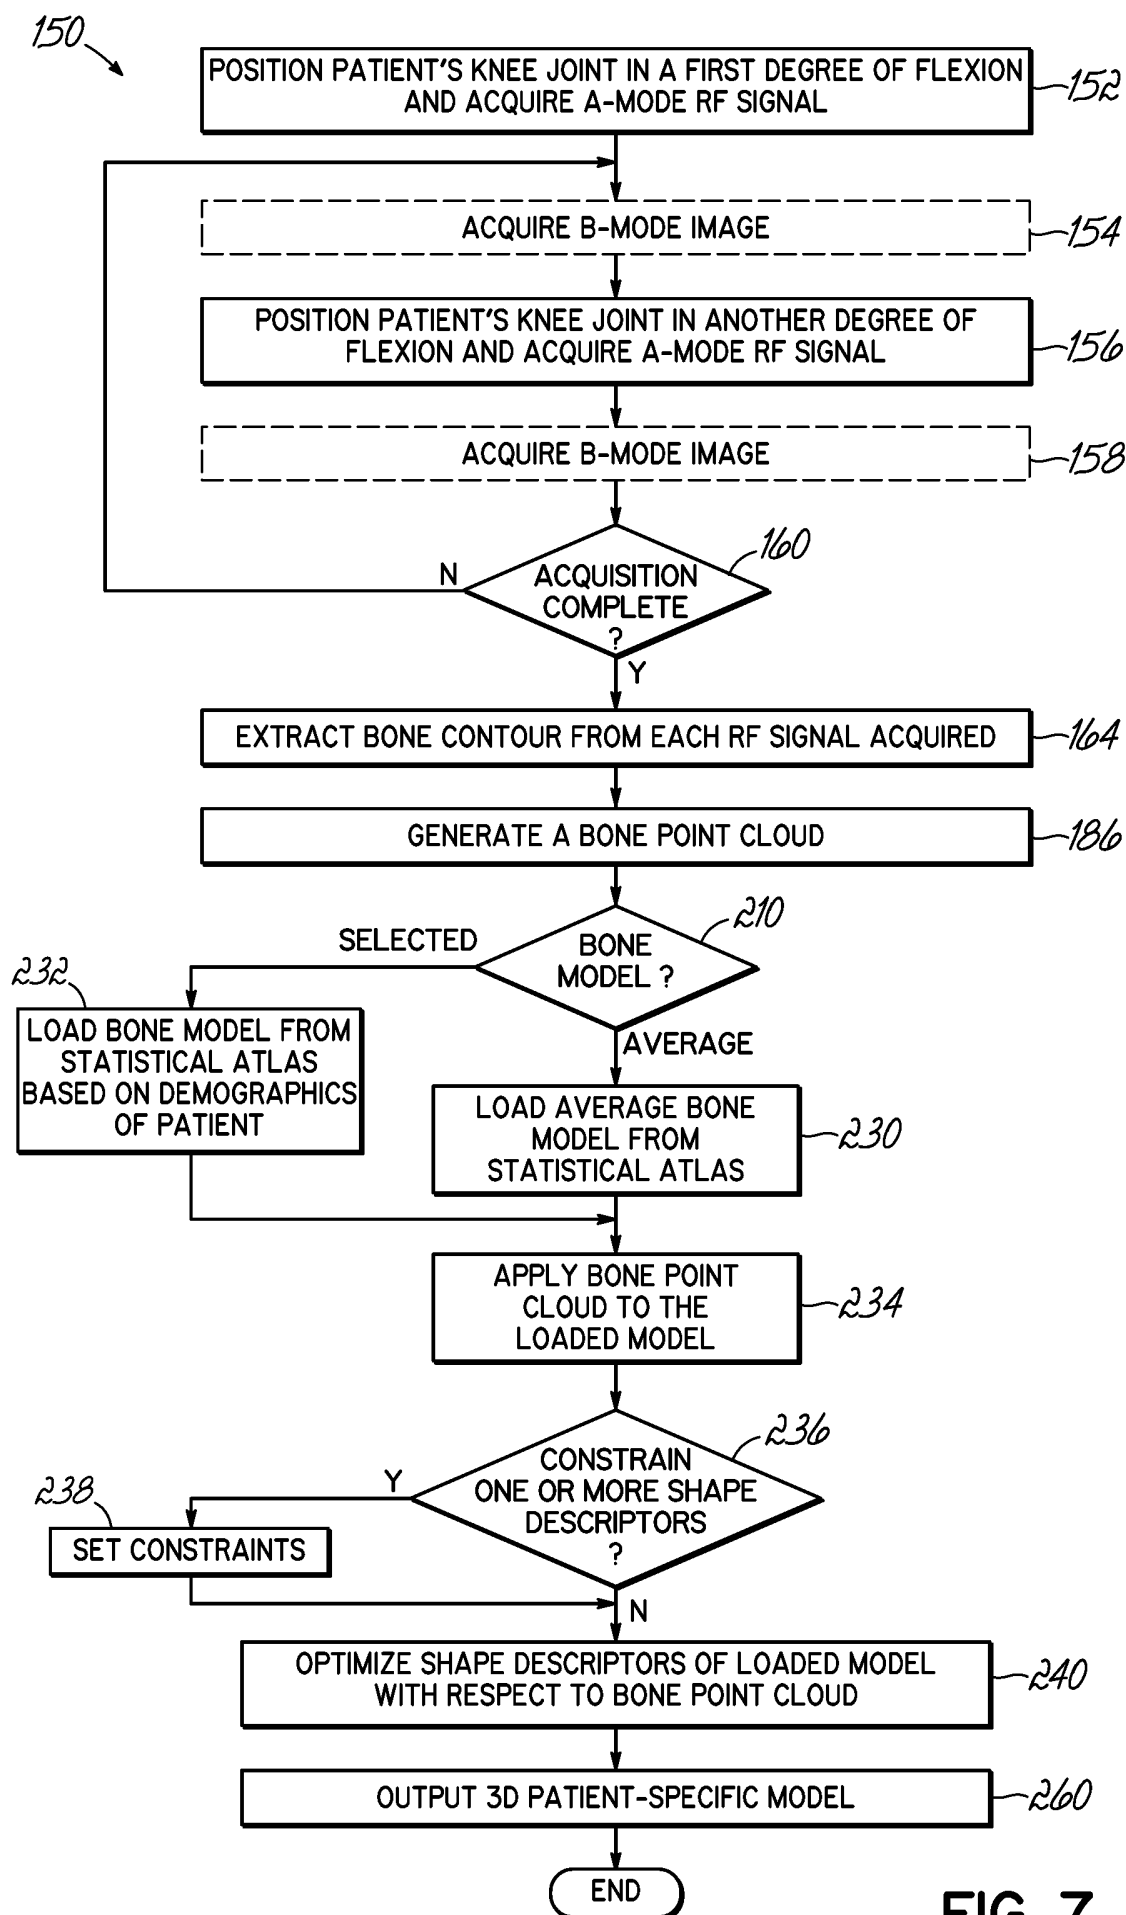 150
POSITION PATIENT'S KNEE JOINT IN A FIRST DEGREE OF FLEXION
AND ACQUIRE A-MODE RF SIGNAL
152
ACQUIRE B-MODE IMAGE
154
POSITION PATIENT'S KNEE JOINT IN ANOTHER DEGREE OF
FLEXION AND ACQUIRE A-MODE RF SIGNAL
156
ACQUIRE B-MODE IMAGE
158
160
N
ACQUISITION
COMPLETE
?
Y
EXTRACT BONE CONTOUR FROM EACH RF SIGNAL ACQUIRED
164
GENERATE A BONE POINT CLOUD
186
210
SELECTED
BONE
MODEL ?
232
AVERAGE
LOAD BONE MODEL FROM
STATISTICAL ATLAS
BASED ON DEMOGRAPHICS
OF PATIENT
LOAD AVERAGE BONE
MODEL FROM
STATISTICAL ATLAS
230
APPLY BONE POINT
CLOUD TO THE
LOADED MODEL
234
236
CONSTRAIN
ONE OR MORE SHAPE
DESCRIPTORS
?
Y
238
SET CONSTRAINTS
N
OPTIMIZE SHAPE DESCRIPTORS OF LOADED MODEL
WITH RESPECT TO BONE POINT CLOUD
240
OUTPUT 3D PATIENT-SPECIFIC MODEL
260
END
FIG. 7